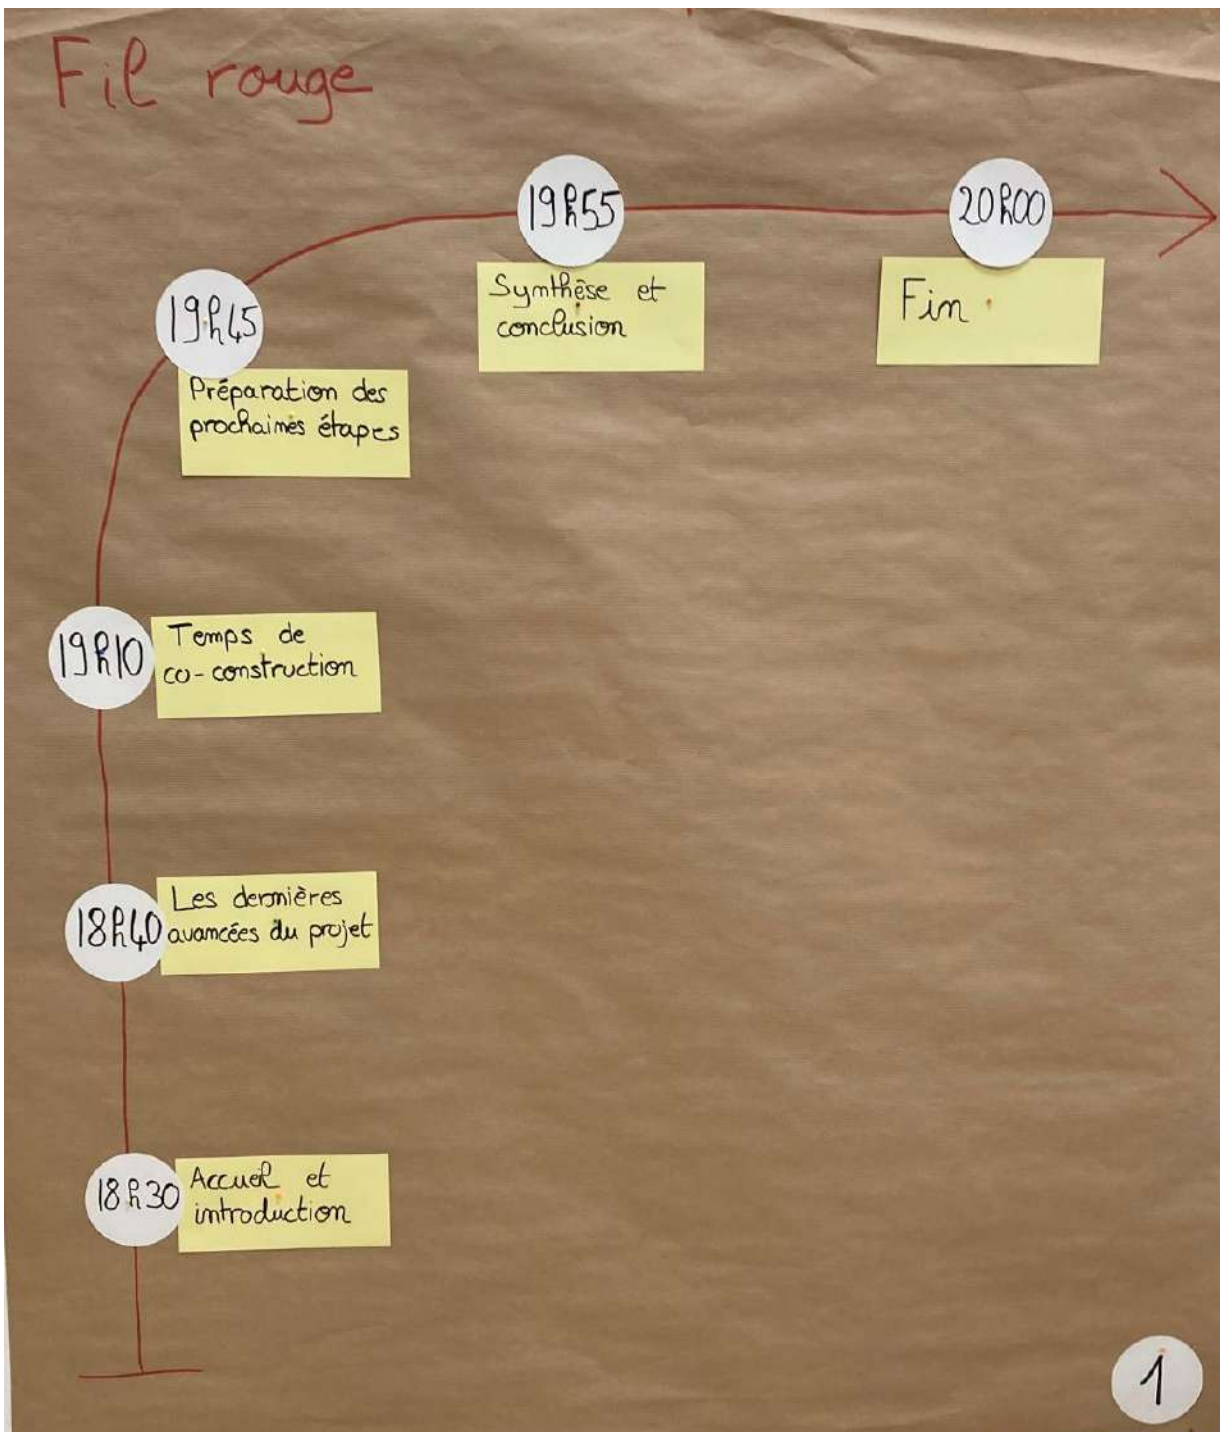 Fil rouge
19h55
20h00
Synthèse et
conclusion
Fin
19h45
Préparation des
prochaines étapes
19h10
Temps de
co-construction
18h40
Les dernières
avancées du projet
18h30
Accueil et
introduction
1